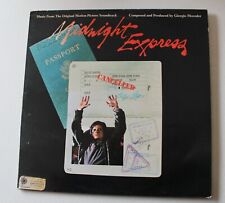 Music From The Original Motion Picture Soundtrack
Composed and Produced by Giorgio Moroder
Midnight Express
PASSPORT
CANCELLED